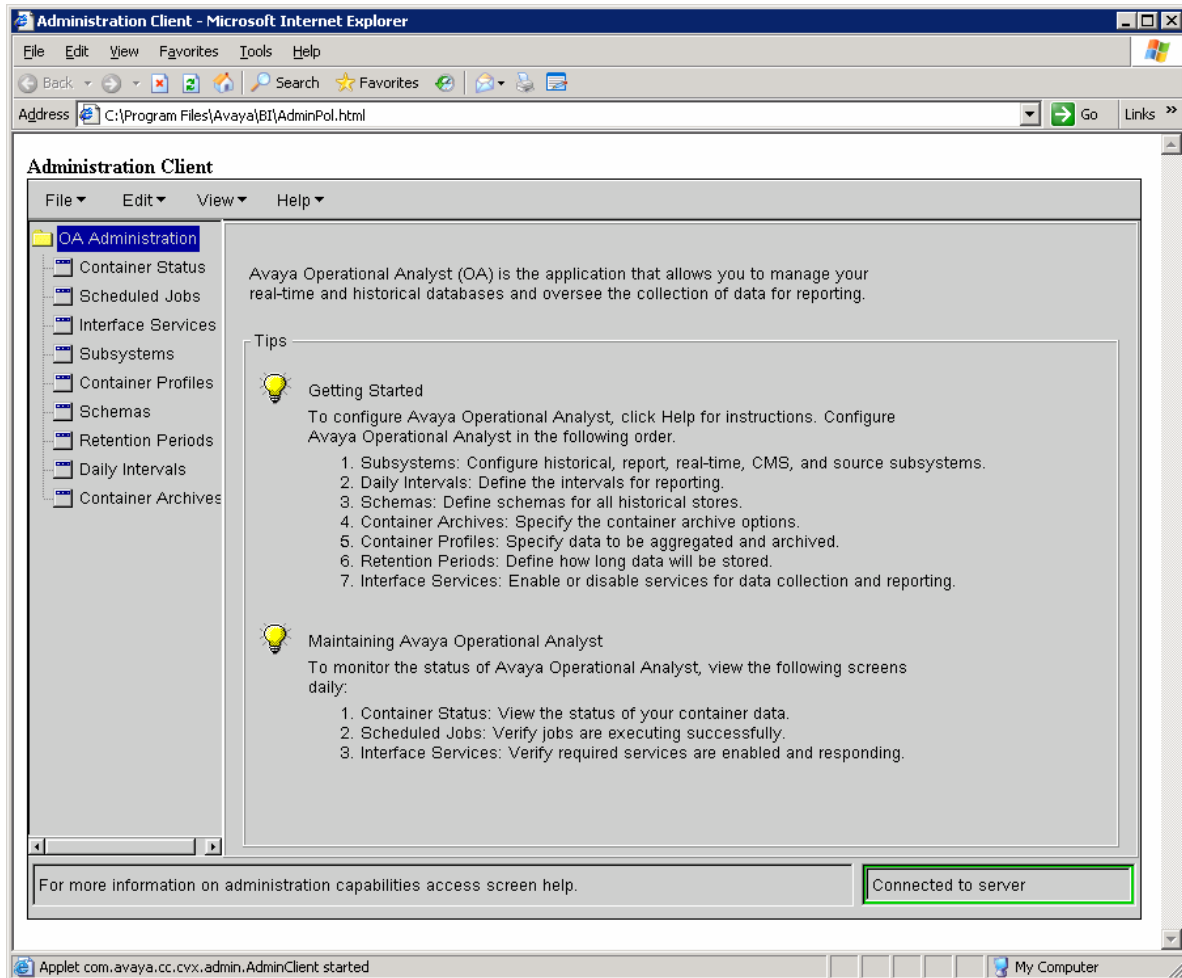 Administration Client - Microsoft Internet Explorer
File Edit View Favorites Tools Help
Back Search Favorites
Address C:\Program Files\Avaya\BI\AdminPol.html Go Links »
Administration Client
File Edit View Help
OA Administration
Container Status
Scheduled Jobs
Interface Services
Subsystems
Container Profiles
Schemas
Retention Periods
Daily Intervals
Container Archives
Avaya Operational Analyst (OA) is the application that allows you to manage your
real-time and historical databases and oversee the collection of data for reporting.
Tips
Getting Started
To configure Avaya Operational Analyst, click Help for instructions. Configure
Avaya Operational Analyst in the following order.
1. Subsystems: Configure historical, report, real-time, CMS, and source subsystems.
2. Daily Intervals: Define the intervals for reporting.
3. Schemas: Define schemas for all historical stores.
4. Container Archives: Specify the container archive options.
5. Container Profiles: Specify data to be aggregated and archived.
6. Retention Periods: Define how long data will be stored.
7. Interface Services: Enable or disable services for data collection and reporting.
Maintaining Avaya Operational Analyst
To monitor the status of Avaya Operational Analyst, view the following screens
daily:
1. Container Status: View the status of your container data.
2. Scheduled Jobs: Verify jobs are executing successfully.
3. Interface Services: Verify required services are enabled and responding.
For more information on administration capabilities access screen help.
Connected to server
Applet com.avaya.cc.cvx.admin.AdminClient started
My Computer